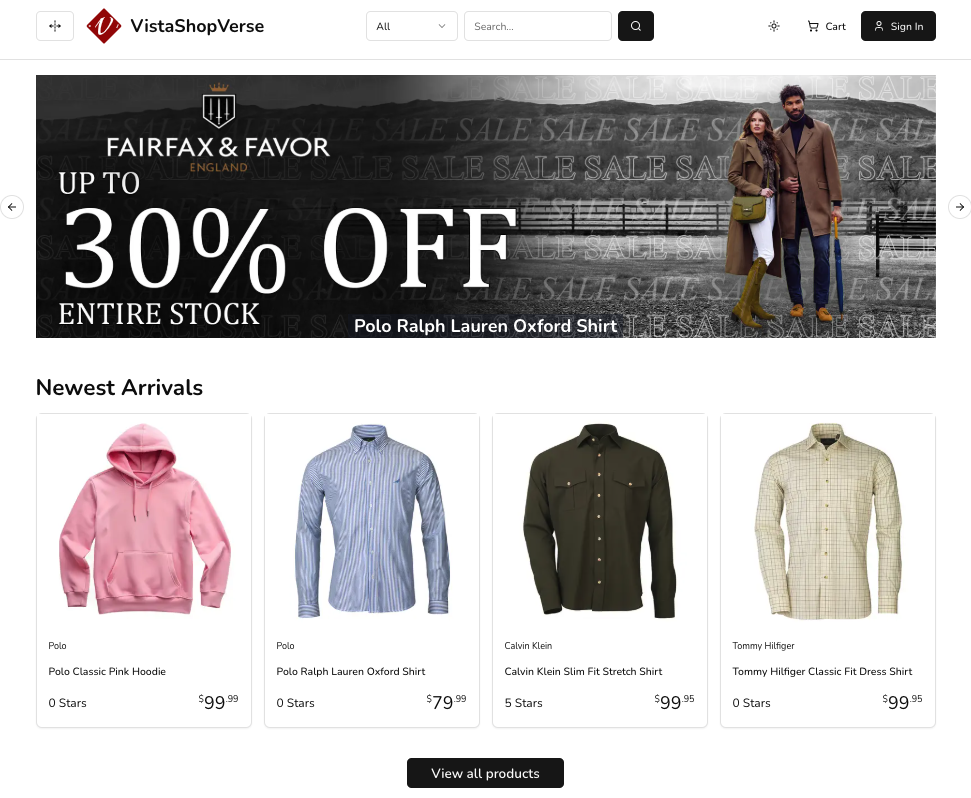 VistaShopVerse
All
Search...
Cart
Sign In
FAIRFAX & FAVOR
ENGLAND
UP TO
30% OFF
ENTIRE STOCK
SALE SALE SALE SALE SALE SALE SALE
Polo Ralph Lauren Oxford Shirt
Newest Arrivals
Polo
Polo Classic Pink Hoodie
0 Stars
$99.99
Polo
Polo Ralph Lauren Oxford Shirt
0 Stars
$79.99
Calvin Klein
Calvin Klein Slim Fit Stretch Shirt
5 Stars
$99.95
Tommy Hilfiger
Tommy Hilfiger Classic Fit Dress Shirt
0 Stars
$99.95
View all products